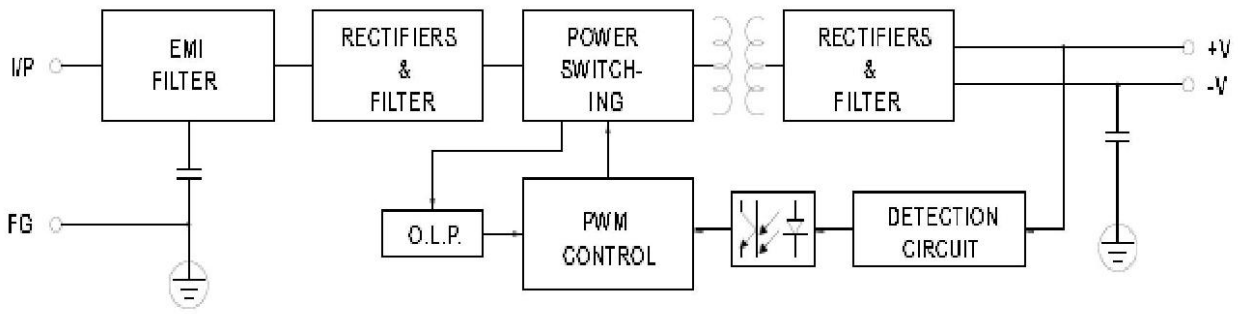 I/P
EMI
FILTER
RECTIFIERS
&
FILTER
POWER
SWITCH-
ING
RECTIFIERS
&
FILTER
+V
-V
FG
O.L.P.
PWM
CONTROL
DETECTION
CIRCUIT